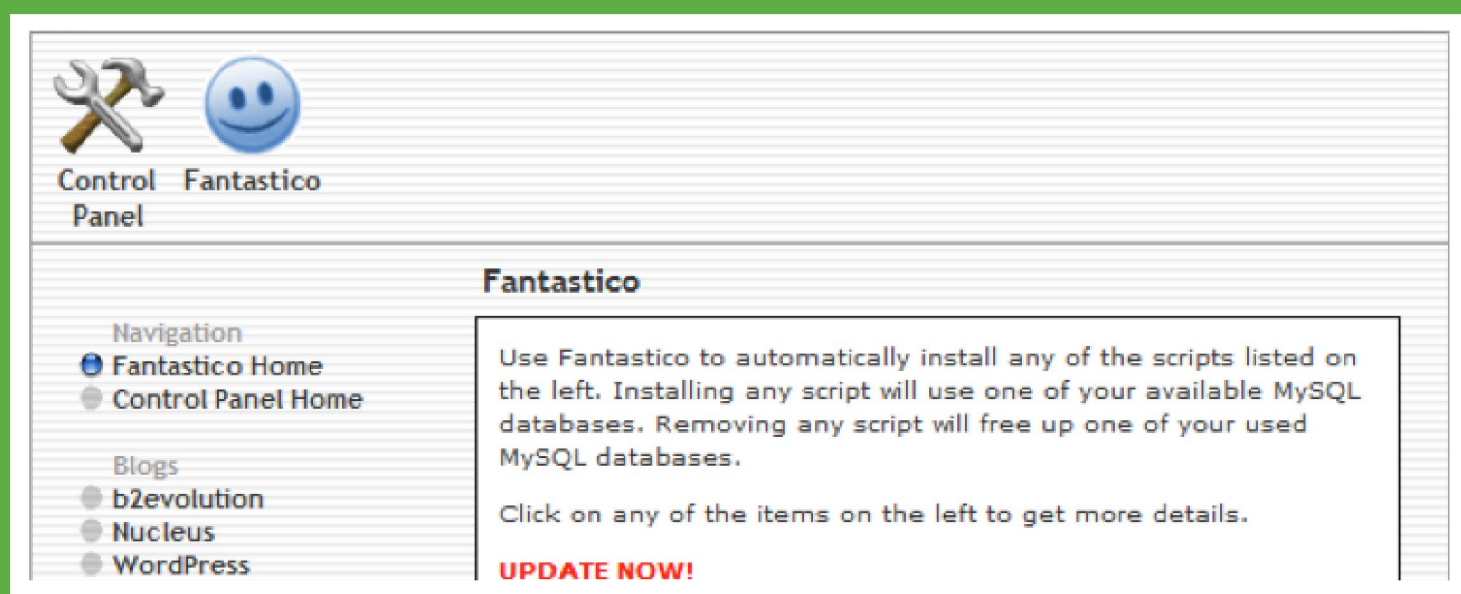 Control
Panel
Fantastico
Fantastico
Navigation
Fantastico Home
Control Panel Home
Blogs
b2evolution
Nucleus
WordPress
Use Fantastico to automatically install any of the scripts listed on
the left. Installing any script will use one of your available MySQL
databases. Removing any script will free up one of your used
MySQL databases.
Click on any of the items on the left to get more details.
UPDATE NOW!